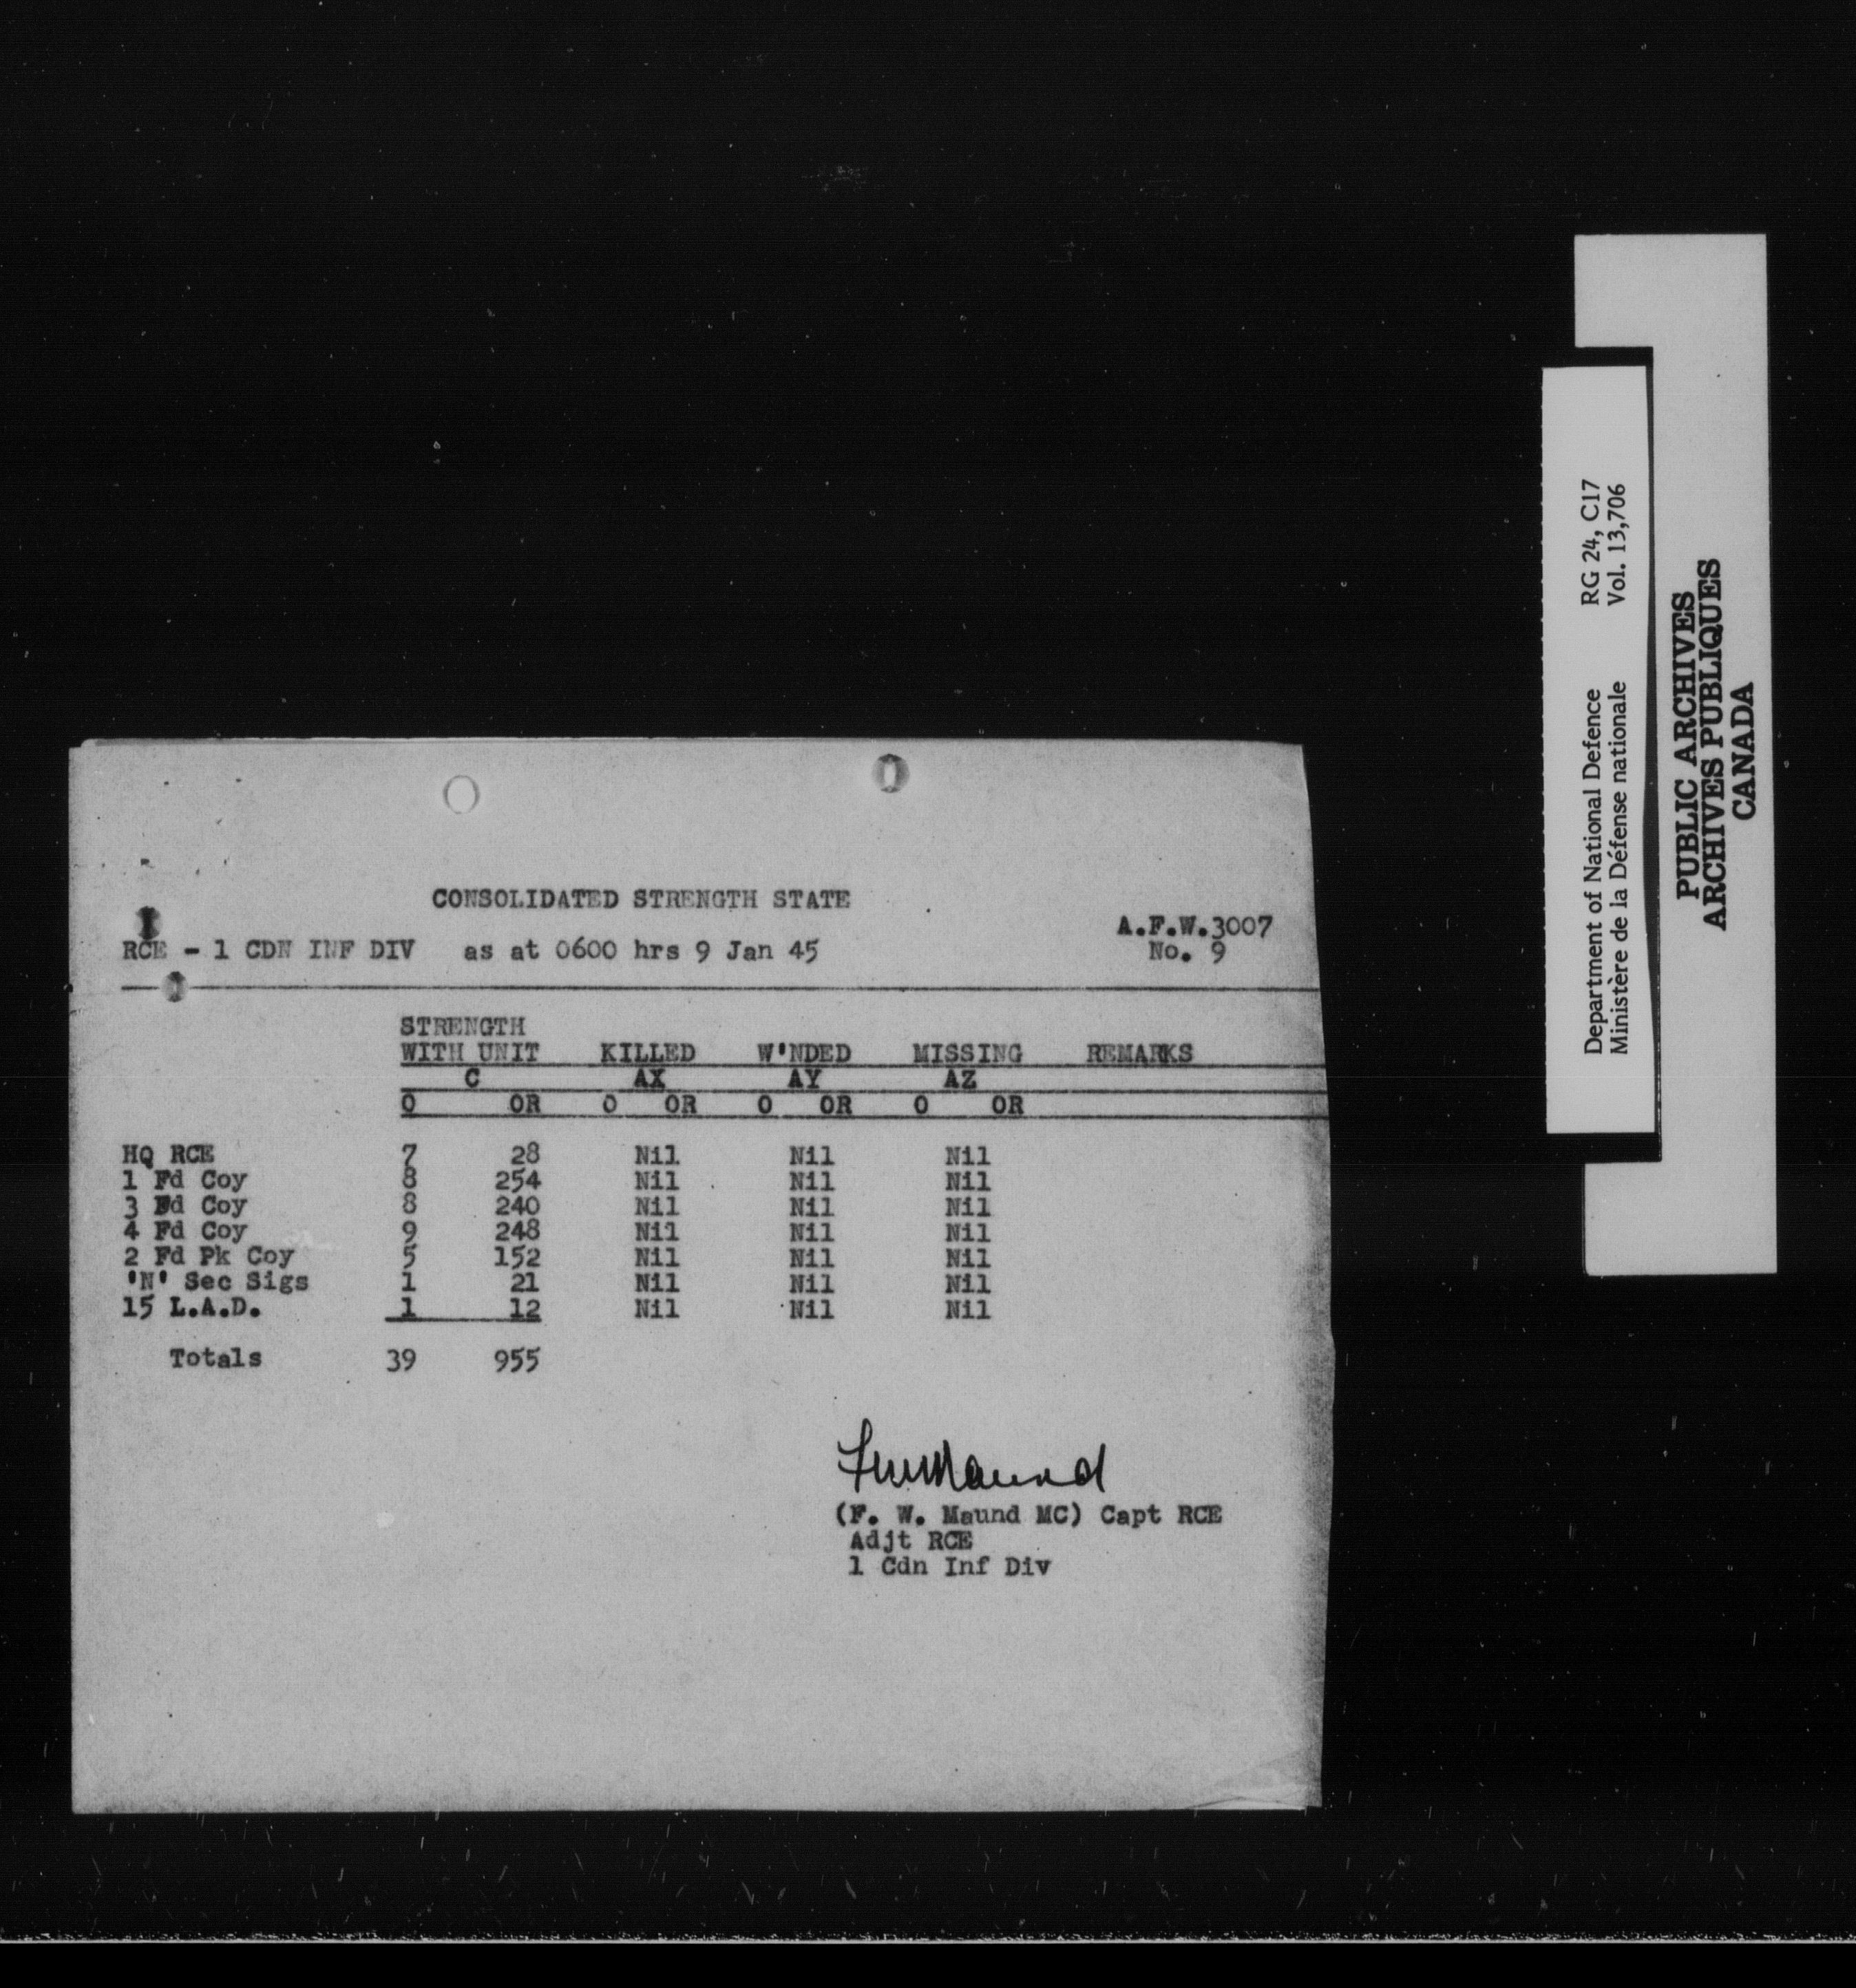 CONSOLIDATED STRENGTH STATE
A.F.W.3007
RCE - 1 CDN INF DIV as at 0600 hrs 9 Jan 45 No. 9
STRENGTH
WITH UNIT KILLED W'NDED MISSING REMARKS
C AX AY AZ
O OR O OR O OR O OR
HQ RCE 7 28 Nil Nil Nil
1 Fd Coy 8 254 Nil Nil Nil
3 Fd Coy 8 240 Nil Nil Nil
4 Fd Coy 9 248 Nil Nil Nil
2 Fd Pk Coy 5 152 Nil Nil Nil
'N' Sec Sigs 1 21 Nil Nil Nil
15 L.A.D. 1 12 Nil Nil Nil
Totals 39 955
FWMaund
(F. W. Maund MC) Capt RCE
Adjt RCE
1 Cdn Inf Div
Department of National Defence RG 24, C17
Ministère de la Défense nationale Vol. 13,706
PUBLIC ARCHIVES
ARCHIVES PUBLIQUES
CANADA